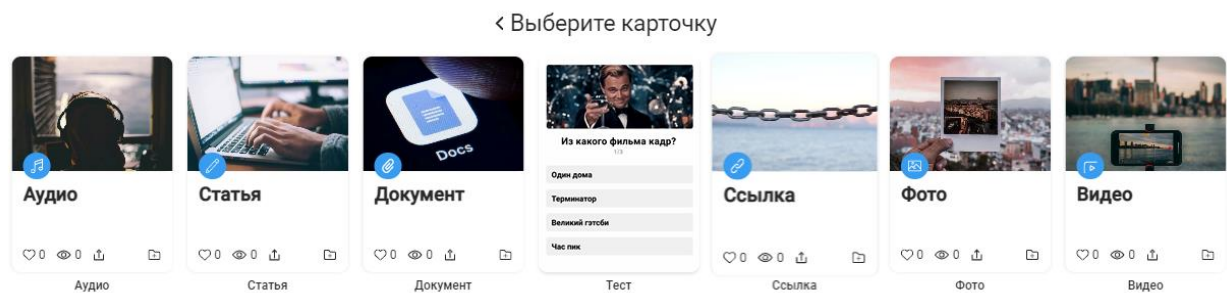 < Выберите карточку
Аудио
0 0
Аудио
Статья
0 0
Статья
Docs
Документ
0 0
Документ
Из какого фильма кадр?
1/3
Один дома
Терминатор
Великий гэтсби
Час пик
Тест
Ссылка
0 0
Ссылка
Фото
0 0
Фото
Видео
0 0
Видео